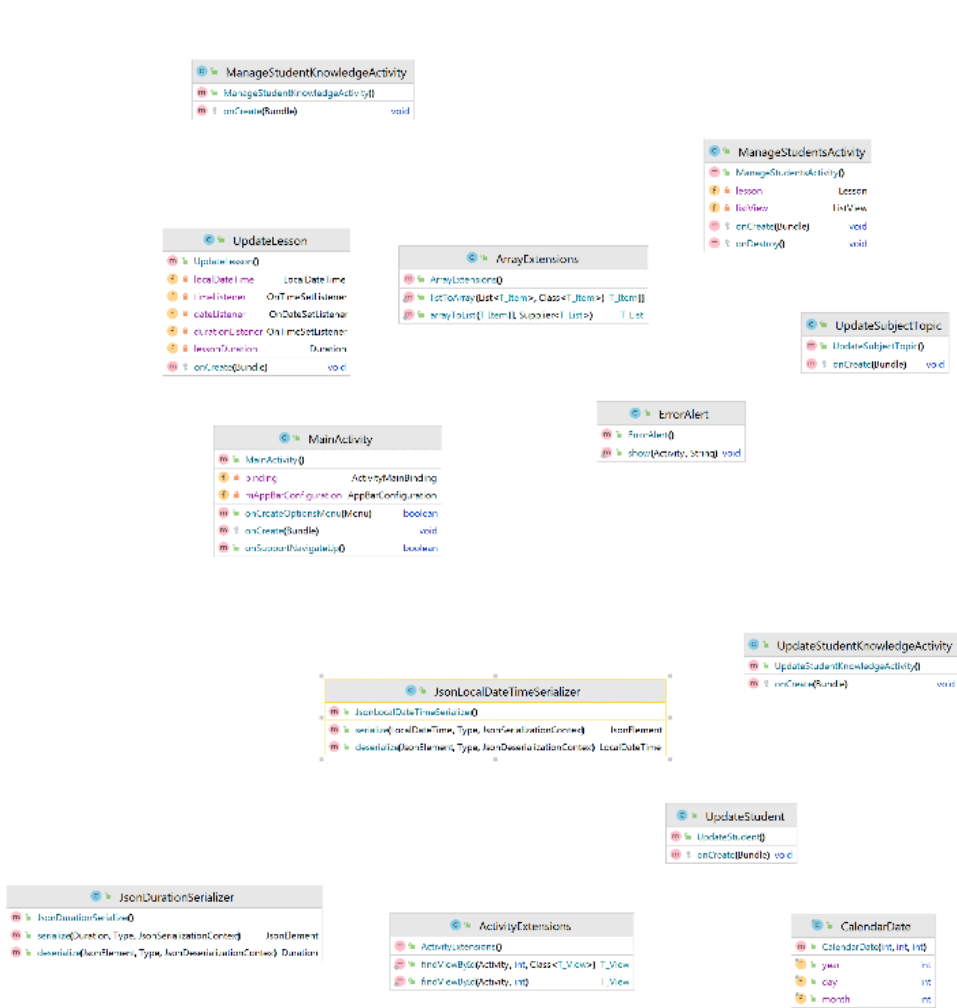 ManageStudentKnowledgeActivity
ManageStudentKnowledgeActivity()
onCreate(Bundle) void
ManageStudentsActivity
ManageStudentsActivity()
lesson Lesson
listView ListView
onCreate(Bundle) void
onDestroy() void
UpdateLesson
UpdateLesson()
localDateTime LocalDateTime
timeListener OnTimeSetListener
dateListener OnDateSetListener
durationListener OnTimeSetListener
lessonDuration Duration
onCreate(Bundle) void
ArrayExtensions
ArrayExtensions()
listToArray(List<T_Item>, Class<T_Item>) T_Item[]
arrayToList(T_Item[], Supplier<T_List>) T_List
UpdateSubjectTopic
UpdateSubjectTopic()
onCreate(Bundle) void
ErrorAlert
ErrorAlert()
show(Activity, String) void
MainActivity
MainActivity()
binding ActivityMainBinding
mAppBarConfiguration AppBarConfiguration
onCreateOptionsMenu(Menu) boolean
onCreate(Bundle) void
onSupportNavigateUp() boolean
UpdateStudentKnowledgeActivity
UpdateStudentKnowledgeActivity()
onCreate(Bundle) void
JsonLocalDateTimeSerializer
JsonLocalDateTimeSerializer()
serialize(LocalDateTime, Type, JsonSerializationContext) JsonElement
deserialize(JsonElement, Type, JsonDeserializationContext) LocalDateTime
UpdateStudent
UpdateStudent()
onCreate(Bundle) void
JsonDurationSerializer
JsonDurationSerializer()
serialize(Duration, Type, JsonSerializationContext) JsonElement
deserialize(JsonElement, Type, JsonDeserializationContext) Duration
ActivityExtensions
ActivityExtensions()
findViewById(Activity, int, Class<T_View>) T_View
findViewById(Activity, int) T_View
CalendarDate
CalendarDate(int, int, int)
year int
day int
month int